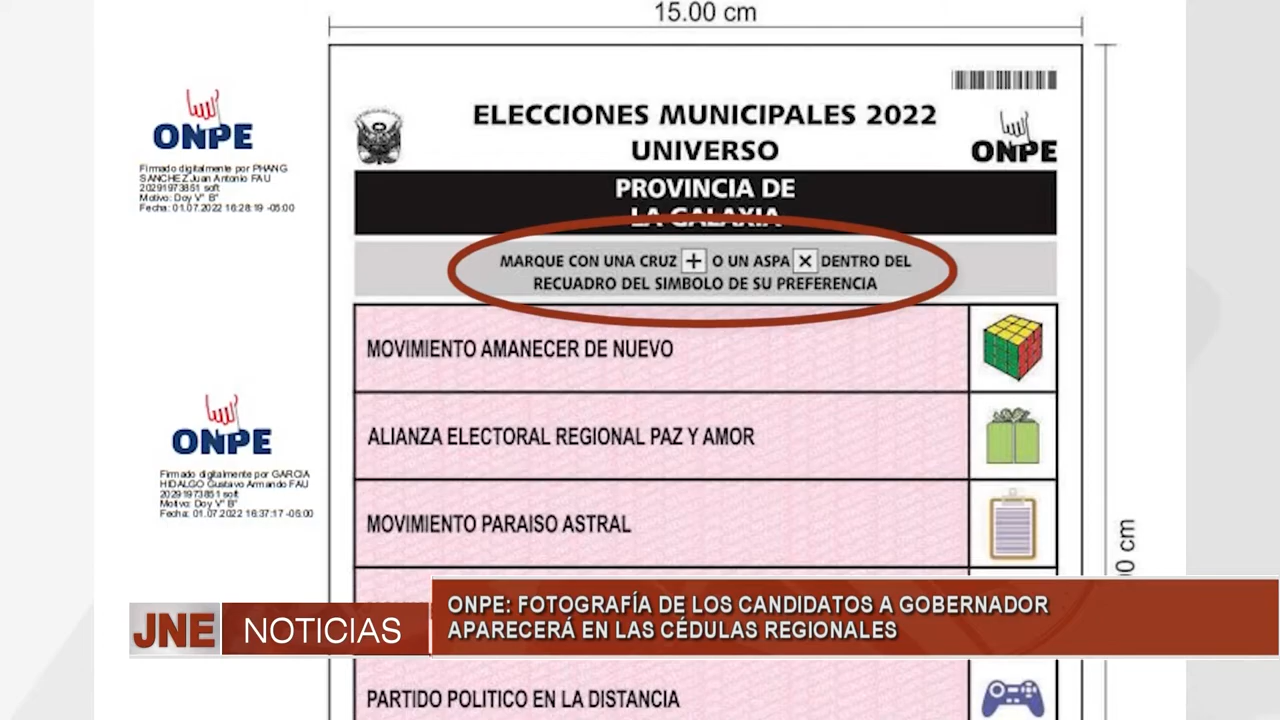 15.00 cm
ELECCIONES MUNICIPALES 2022
UNIVERSO
ONPE
PROVINCIA DE
LA GALAXIA
MARQUE CON UNA CRUZ + O UN ASPA X DENTRO DEL
RECUADRO DEL SIMBOLO DE SU PREFERENCIA
MOVIMIENTO AMANECER DE NUEVO
ALIANZA ELECTORAL REGIONAL PAZ Y AMOR
MOVIMIENTO PARAISO ASTRAL
PARTIDO POLITICO EN LA DISTANCIA
ONPE
Firmado digitalmente por PHANG
SANCHEZ Juan Antonio FAU
20291973851 soft
Motivo: Doy V° B°
Fecha: 01.07.2022 16:28:19 -05:00
ONPE
Firmado digitalmente por GARCIA
HIDALGO Gustavo Armando FAU
20291973851 soft
Motivo: Doy V° B°
Fecha: 01.07.2022 16:37:17 -05:00
0 cm
JNE NOTICIAS
ONPE: FOTOGRAFÍA DE LOS CANDIDATOS A GOBERNADOR
APARECERÁ EN LAS CÉDULAS REGIONALES